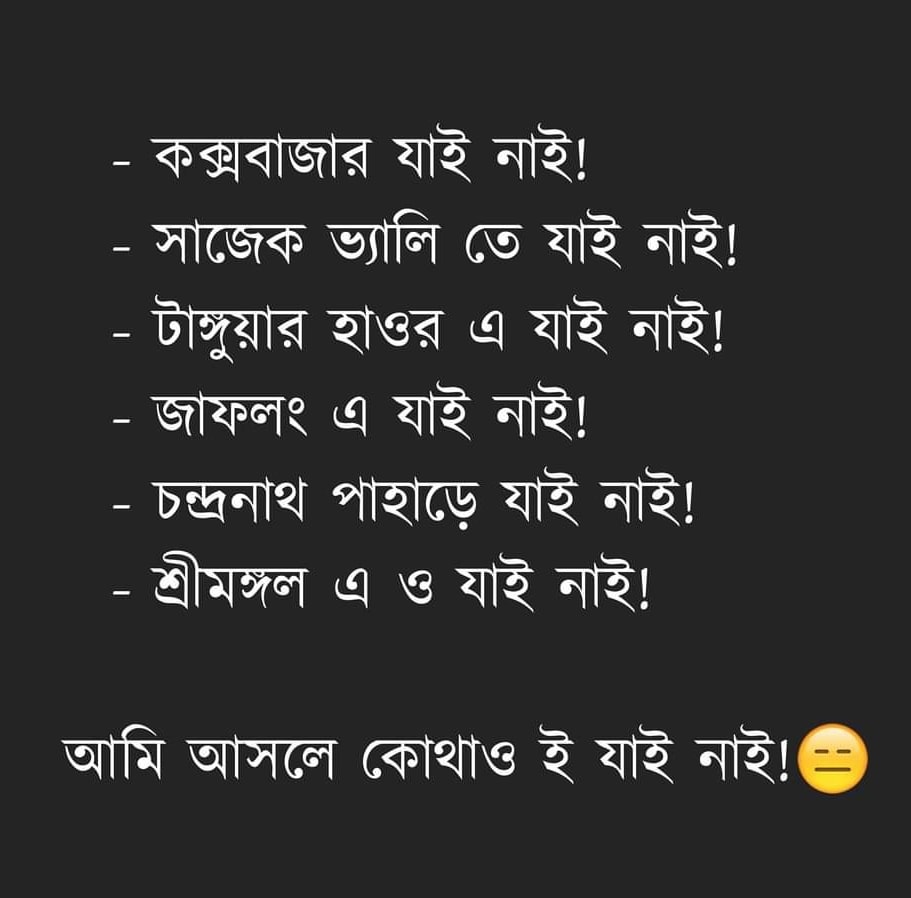 - কক্সবাজার যাই নাই!
- সাজেক ভ্যালি তে যাই নাই!
- টাঙ্গুয়ার হাওর এ যাই নাই!
- জাফলং এ যাই নাই!
- চন্দ্রনাথ পাহাড়ে যাই নাই!
- শ্রীমঙ্গল এ ও যাই নাই!
আমি আসলে কোথাও ই যাই নাই!😑